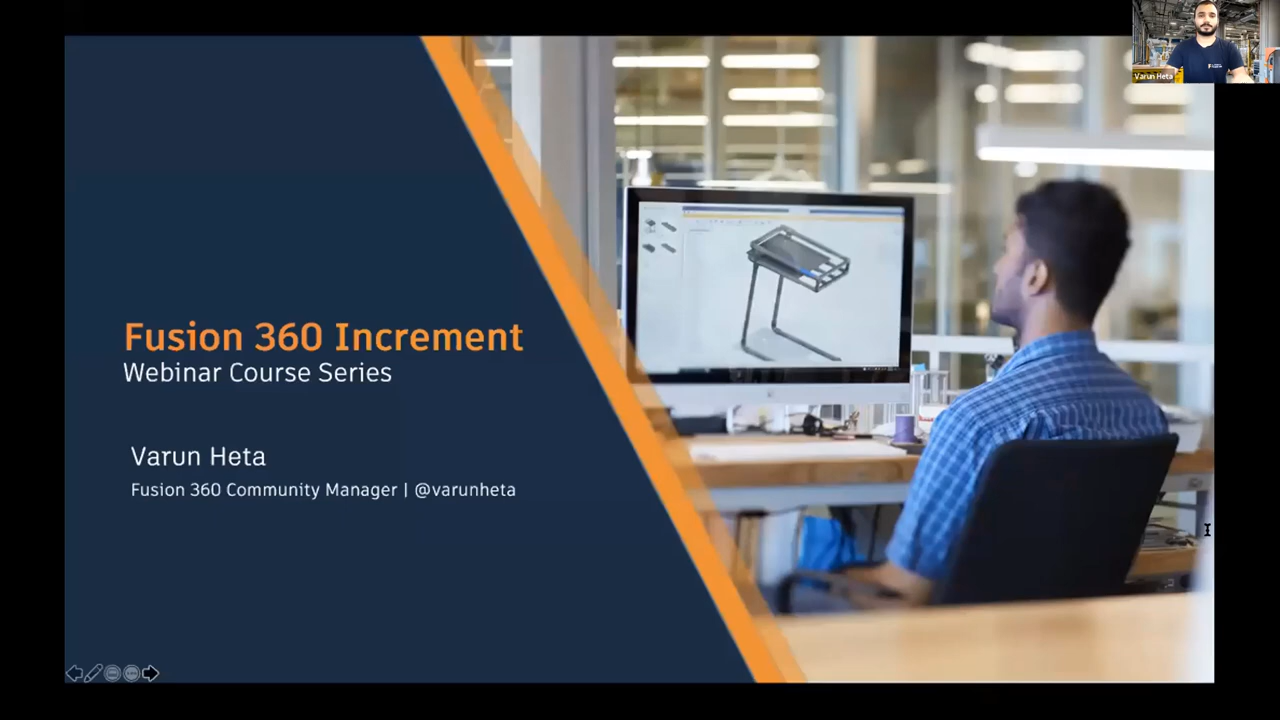 Varun Heta
Fusion 360 Increment
Webinar Course Series
Varun Heta
Fusion 360 Community Manager | @varunheta